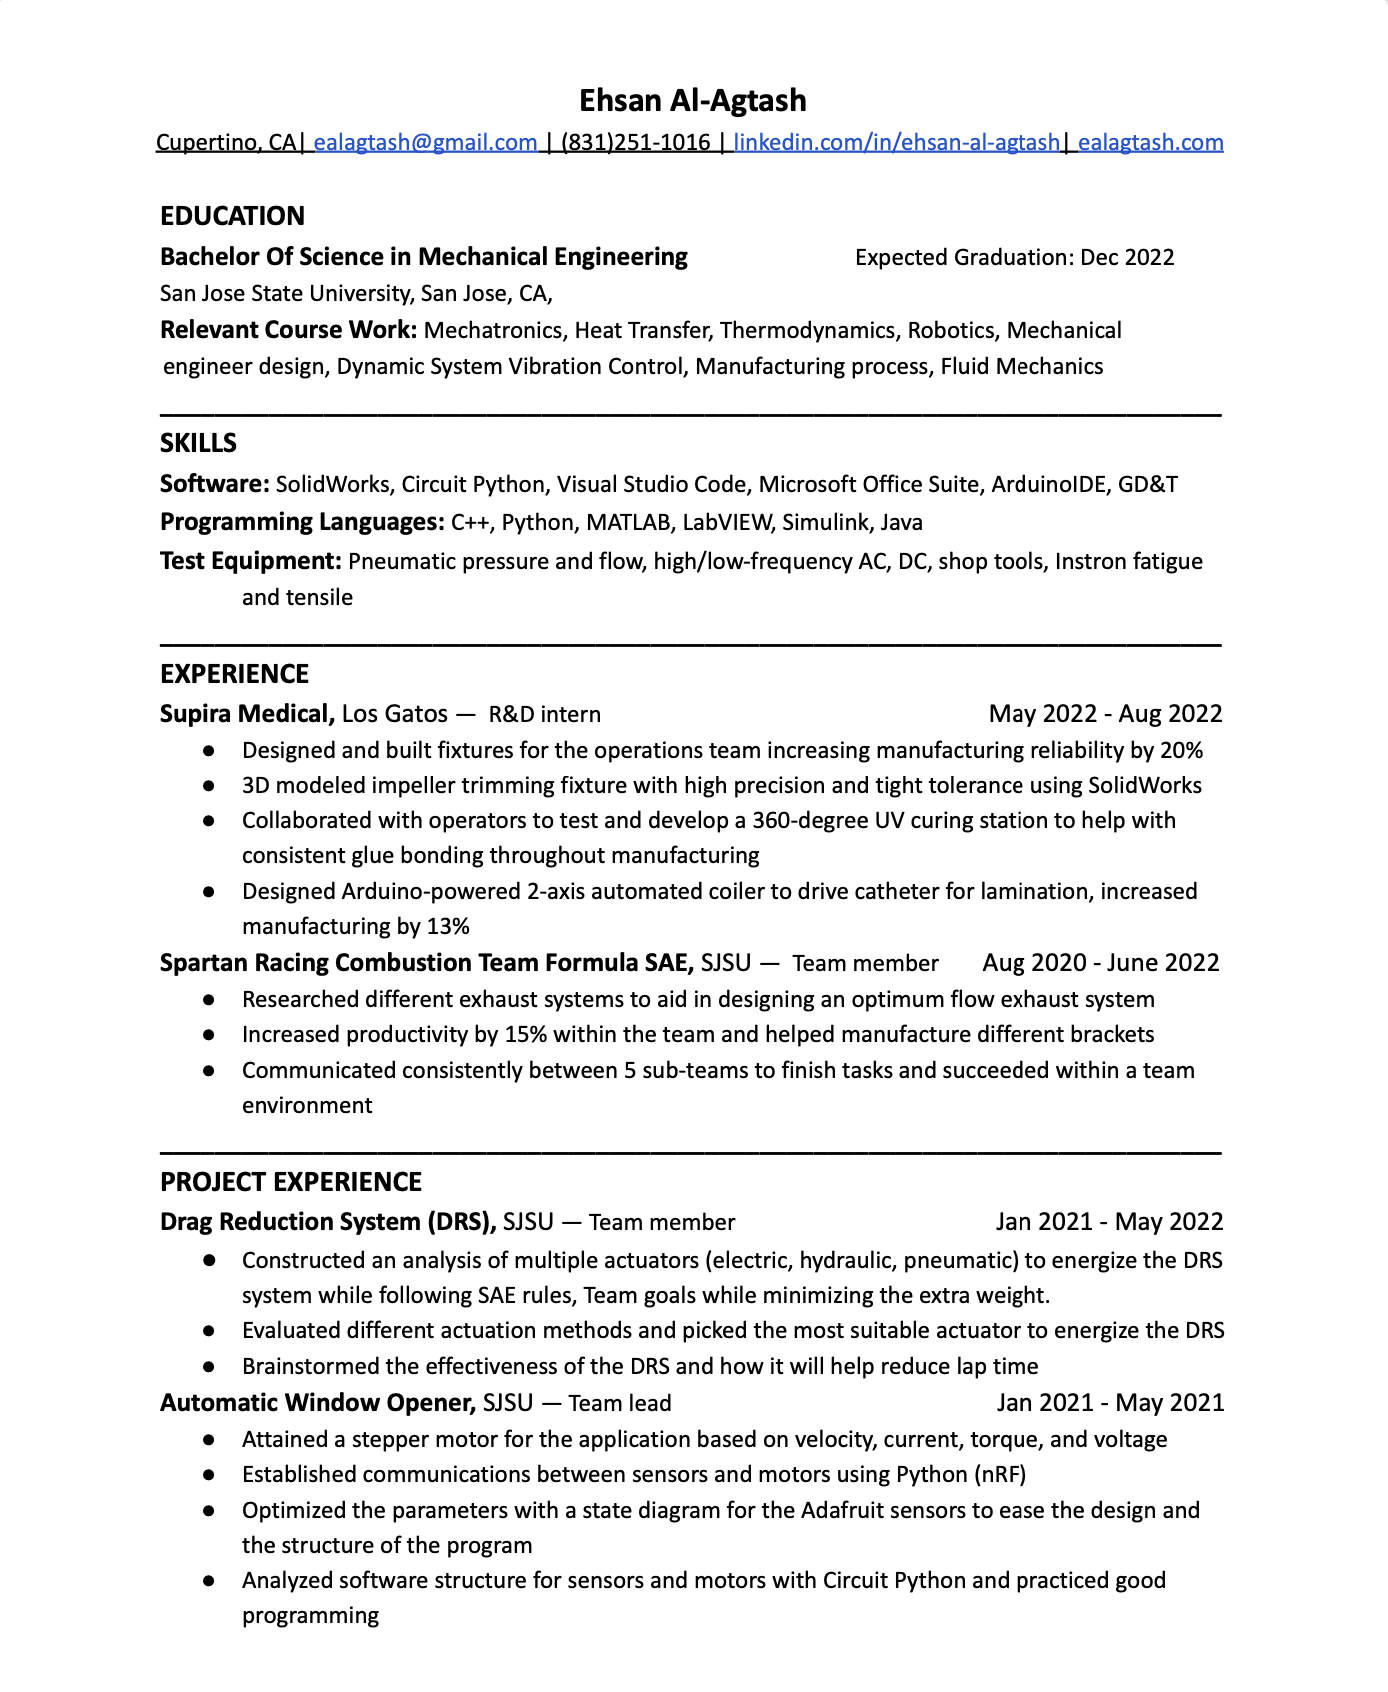 Ehsan Al-Agtash
Cupertino, CA| ealagtash@gmail.com | (831)251-1016 | linkedin.com/in/ehsan-al-agtash| ealagtash.com
EDUCATION
Bachelor Of Science in Mechanical Engineering Expected Graduation: Dec 2022
San Jose State University, San Jose, CA,
Relevant Course Work: Mechatronics, Heat Transfer, Thermodynamics, Robotics, Mechanical
engineer design, Dynamic System Vibration Control, Manufacturing process, Fluid Mechanics
SKILLS
Software: SolidWorks, Circuit Python, Visual Studio Code, Microsoft Office Suite, ArduinoIDE, GD&T
Programming Languages: C++, Python, MATLAB, LabVIEW, Simulink, Java
Test Equipment: Pneumatic pressure and flow, high/low-frequency AC, DC, shop tools, Instron fatigue
and tensile
EXPERIENCE
Supira Medical, Los Gatos — R&D intern May 2022 - Aug 2022
● Designed and built fixtures for the operations team increasing manufacturing reliability by 20%
● 3D modeled impeller trimming fixture with high precision and tight tolerance using SolidWorks
● Collaborated with operators to test and develop a 360-degree UV curing station to help with
consistent glue bonding throughout manufacturing
● Designed Arduino-powered 2-axis automated coiler to drive catheter for lamination, increased
manufacturing by 13%
Spartan Racing Combustion Team Formula SAE, SJSU — Team member Aug 2020 - June 2022
● Researched different exhaust systems to aid in designing an optimum flow exhaust system
● Increased productivity by 15% within the team and helped manufacture different brackets
● Communicated consistently between 5 sub-teams to finish tasks and succeeded within a team
environment
PROJECT EXPERIENCE
Drag Reduction System (DRS), SJSU — Team member Jan 2021 - May 2022
● Constructed an analysis of multiple actuators (electric, hydraulic, pneumatic) to energize the DRS
system while following SAE rules, Team goals while minimizing the extra weight.
● Evaluated different actuation methods and picked the most suitable actuator to energize the DRS
● Brainstormed the effectiveness of the DRS and how it will help reduce lap time
Automatic Window Opener, SJSU — Team lead Jan 2021 - May 2021
● Attained a stepper motor for the application based on velocity, current, torque, and voltage
● Established communications between sensors and motors using Python (nRF)
● Optimized the parameters with a state diagram for the Adafruit sensors to ease the design and
the structure of the program
● Analyzed software structure for sensors and motors with Circuit Python and practiced good
programming